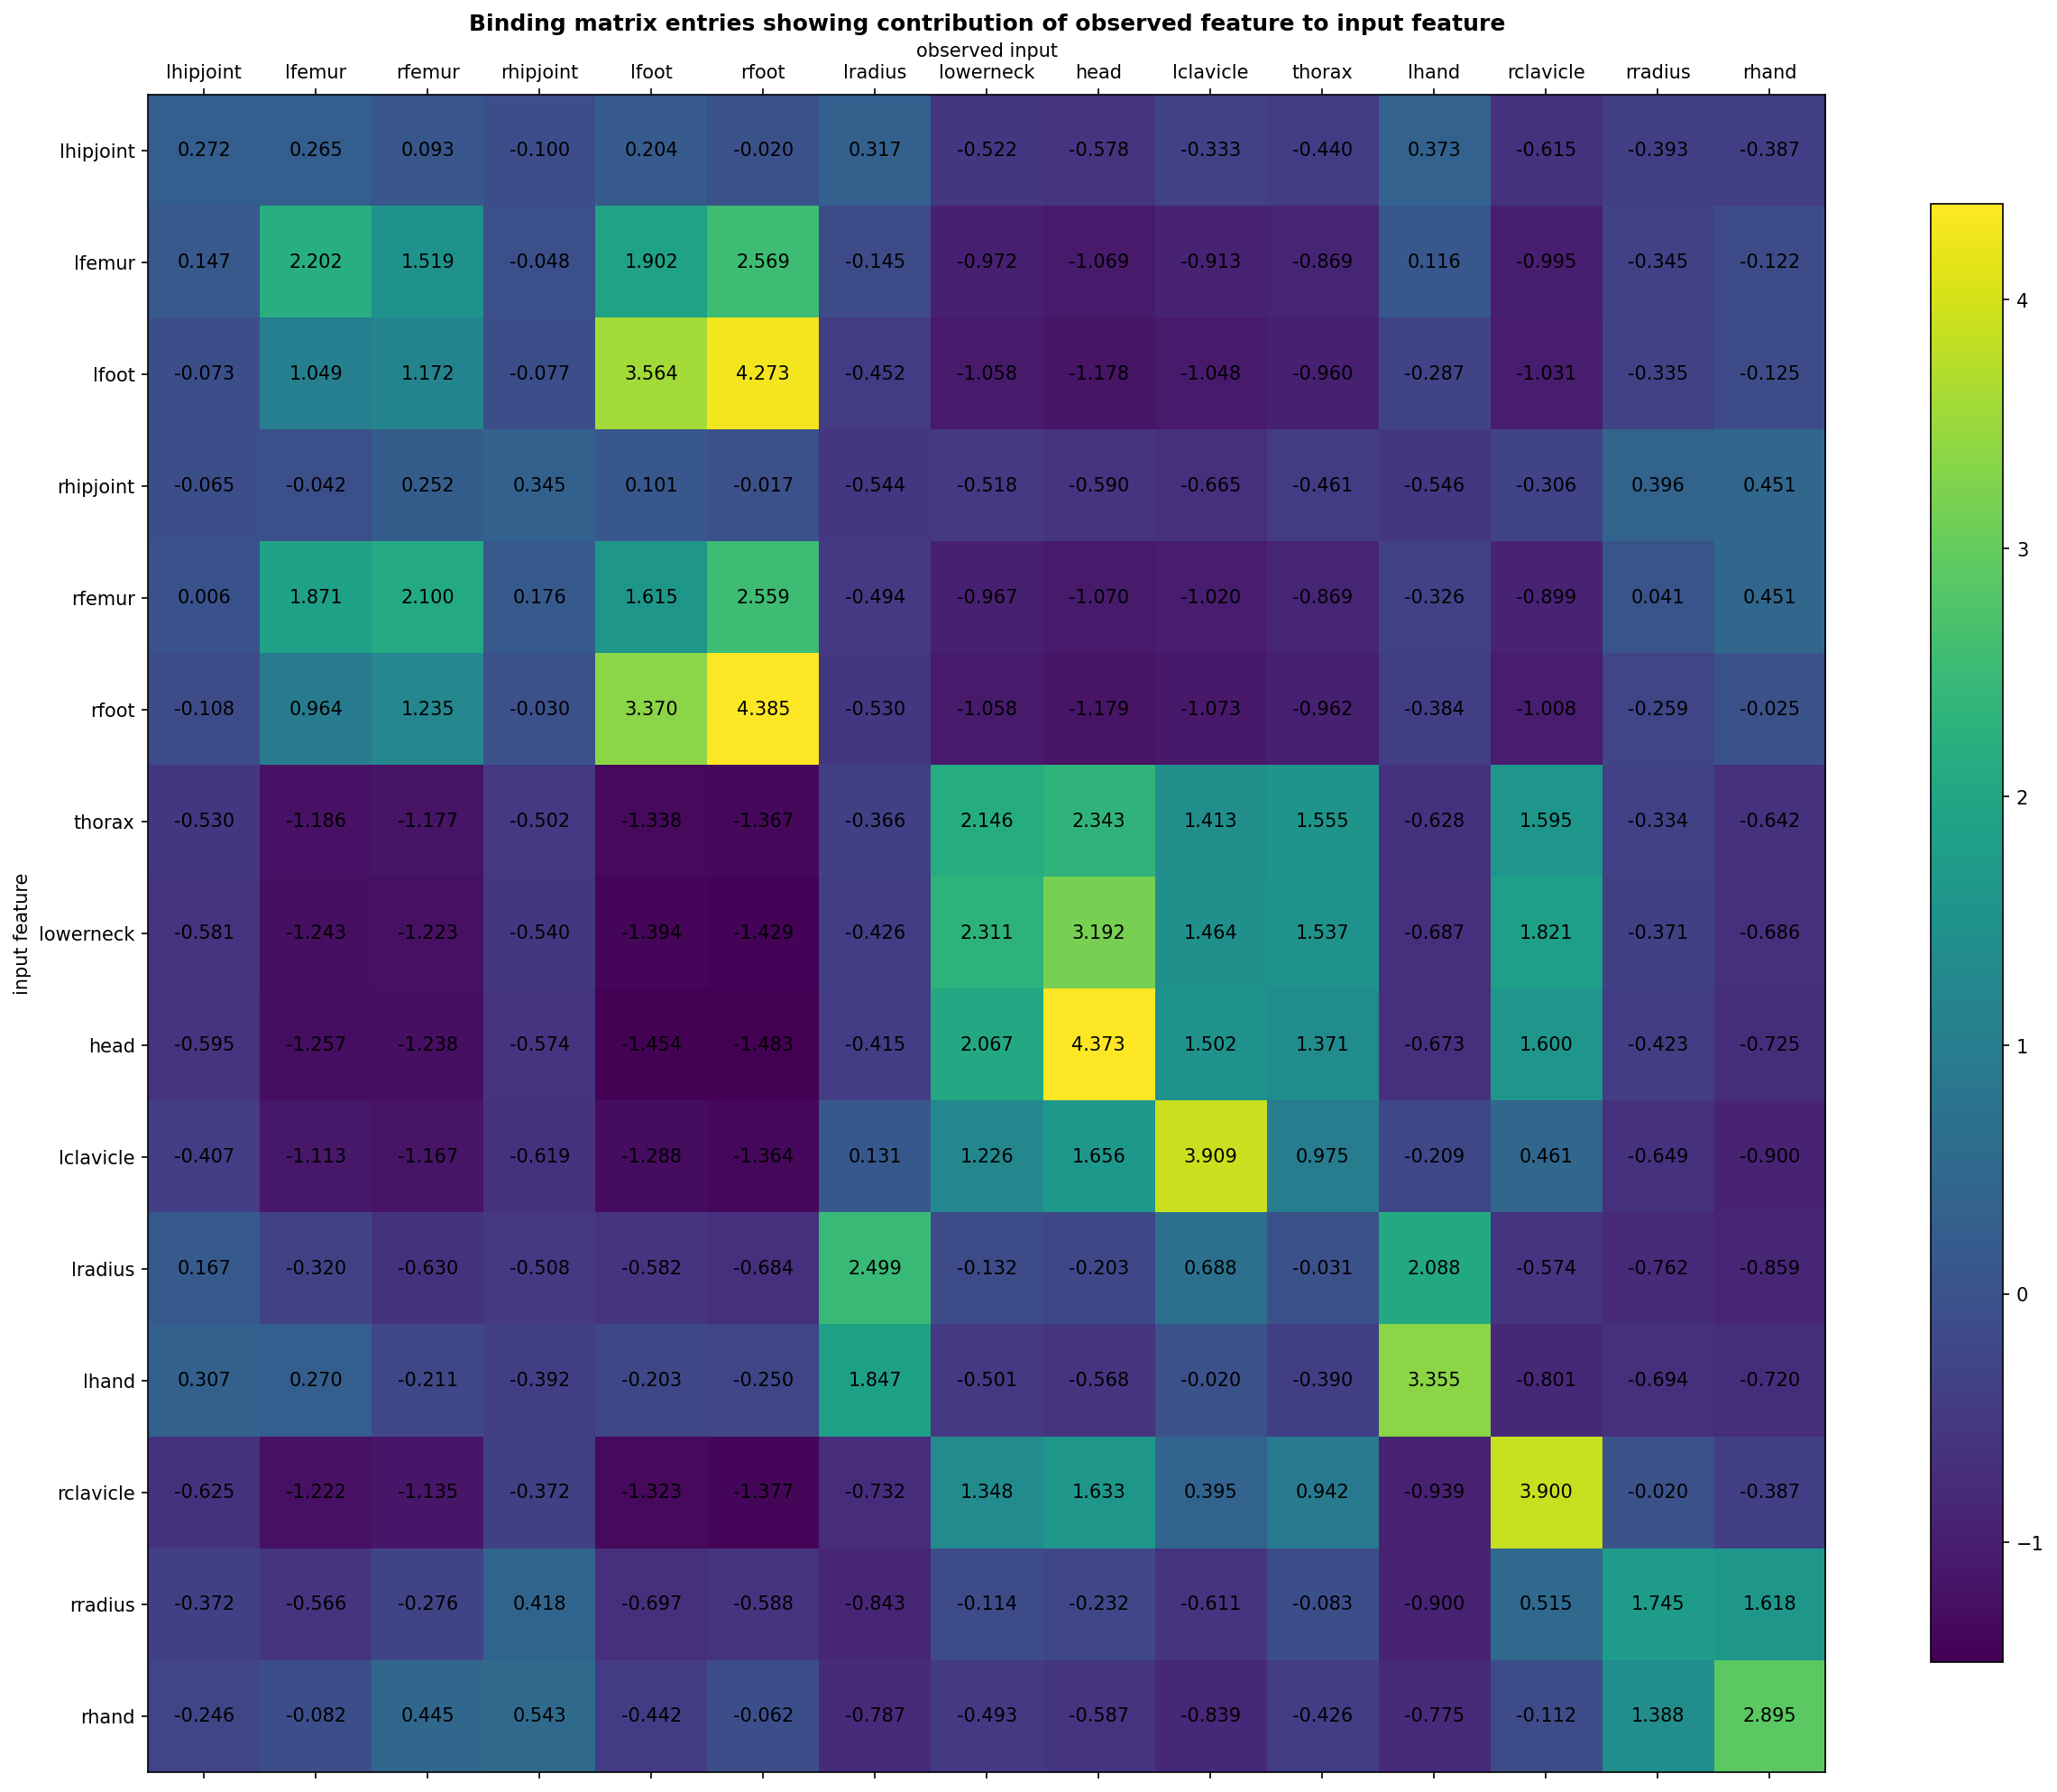 Binding matrix entries showing contribution of observed feature to input feature
observed input
lhipjoint lfemur rfemur rhipjoint lfoot rfoot lradius lowerneck head lclavicle thorax lhand rclavicle rradius rhand
lhipjoint 0.272 0.265 0.093 -0.100 0.204 -0.020 0.317 -0.522 -0.578 -0.333 -0.440 0.373 -0.615 -0.393 -0.387
lfemur 0.147 2.202 1.519 -0.048 1.902 2.569 -0.145 -0.972 -1.069 -0.913 -0.869 0.116 -0.995 -0.345 -0.122
4
lfoot -0.073 1.049 1.172 -0.077 3.564 4.273 -0.452 -1.058 -1.178 -1.048 -0.960 -0.287 -1.031 -0.335 -0.125
rhipjoint -0.065 -0.042 0.252 0.345 0.101 -0.017 -0.544 -0.518 -0.590 -0.665 -0.461 -0.546 -0.306 0.396 0.451
3
rfemur 0.006 1.871 2.100 0.176 1.615 2.559 -0.494 -0.967 -1.070 -1.020 -0.869 -0.326 -0.899 0.041 0.451
rfoot -0.108 0.964 1.235 -0.030 3.370 4.385 -0.530 -1.058 -1.179 -1.073 -0.962 -0.384 -1.008 -0.259 -0.025
2
thorax -0.530 -1.186 -1.177 -0.502 -1.338 -1.367 -0.366 2.146 2.343 1.413 1.555 -0.628 1.595 -0.334 -0.642
input feature
lowerneck -0.581 -1.243 -1.223 -0.540 -1.394 -1.429 -0.426 2.311 3.192 1.464 1.537 -0.687 1.821 -0.371 -0.686
head -0.595 -1.257 -1.238 -0.574 -1.454 -1.483 -0.415 2.067 4.373 1.502 1.371 -0.673 1.600 -0.423 -0.725
1
lclavicle -0.407 -1.113 -1.167 -0.619 -1.288 -1.364 0.131 1.226 1.656 3.909 0.975 -0.209 0.461 -0.649 -0.900
lradius 0.167 -0.320 -0.630 -0.508 -0.582 -0.684 2.499 -0.132 -0.203 0.688 -0.031 2.088 -0.574 -0.762 -0.859
0
lhand 0.307 0.270 -0.211 -0.392 -0.203 -0.250 1.847 -0.501 -0.568 -0.020 -0.390 3.355 -0.801 -0.694 -0.720
rclavicle -0.625 -1.222 -1.135 -0.372 -1.323 -1.377 -0.732 1.348 1.633 0.395 0.942 -0.939 3.900 -0.020 -0.387
−1
rradius -0.372 -0.566 -0.276 0.418 -0.697 -0.588 -0.843 -0.114 -0.232 -0.611 -0.083 -0.900 0.515 1.745 1.618
rhand -0.246 -0.082 0.445 0.543 -0.442 -0.062 -0.787 -0.493 -0.587 -0.839 -0.426 -0.775 -0.112 1.388 2.895